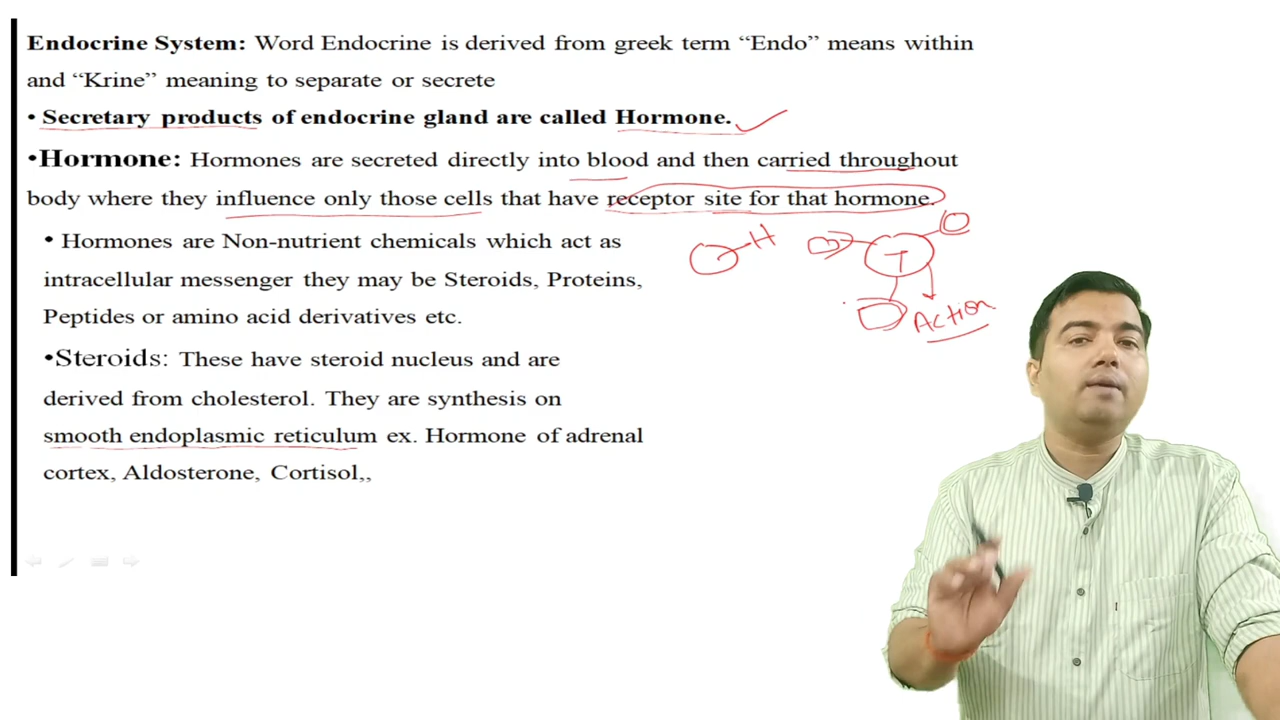 Endocrine System: Word Endocrine is derived from greek term “Endo” means within
and “Krine” meaning to separate or secrete
• Secretary products of endocrine gland are called Hormone.
•Hormone: Hormones are secreted directly into blood and then carried throughout
body where they influence only those cells that have receptor site for that hormone.
• Hormones are Non-nutrient chemicals which act as
intracellular messenger they may be Steroids, Proteins,
Peptides or amino acid derivatives etc.
•Steroids: These have steroid nucleus and are
derived from cholesterol. They are synthesis on
smooth endoplasmic reticulum ex. Hormone of adrenal
cortex, Aldosterone, Cortisol,,
H
T
Action